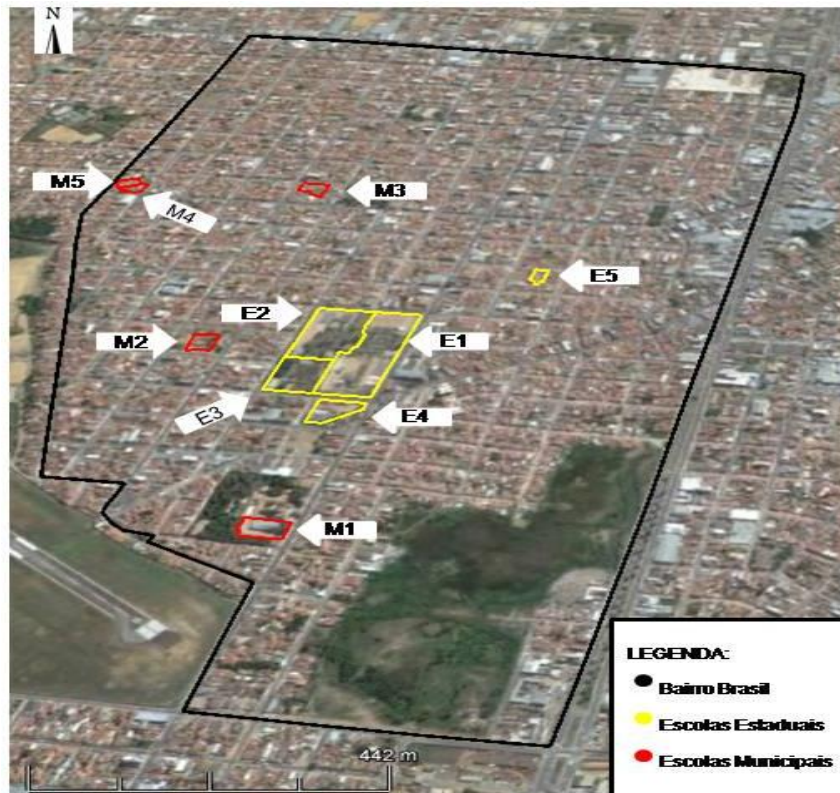 N
M5
M4
M3
E5
E2
E1
M2
E3
E4
M1
LEGENDA:
Bairro Brasil
Escolas Estaduais
Escolas Municipais
442 m